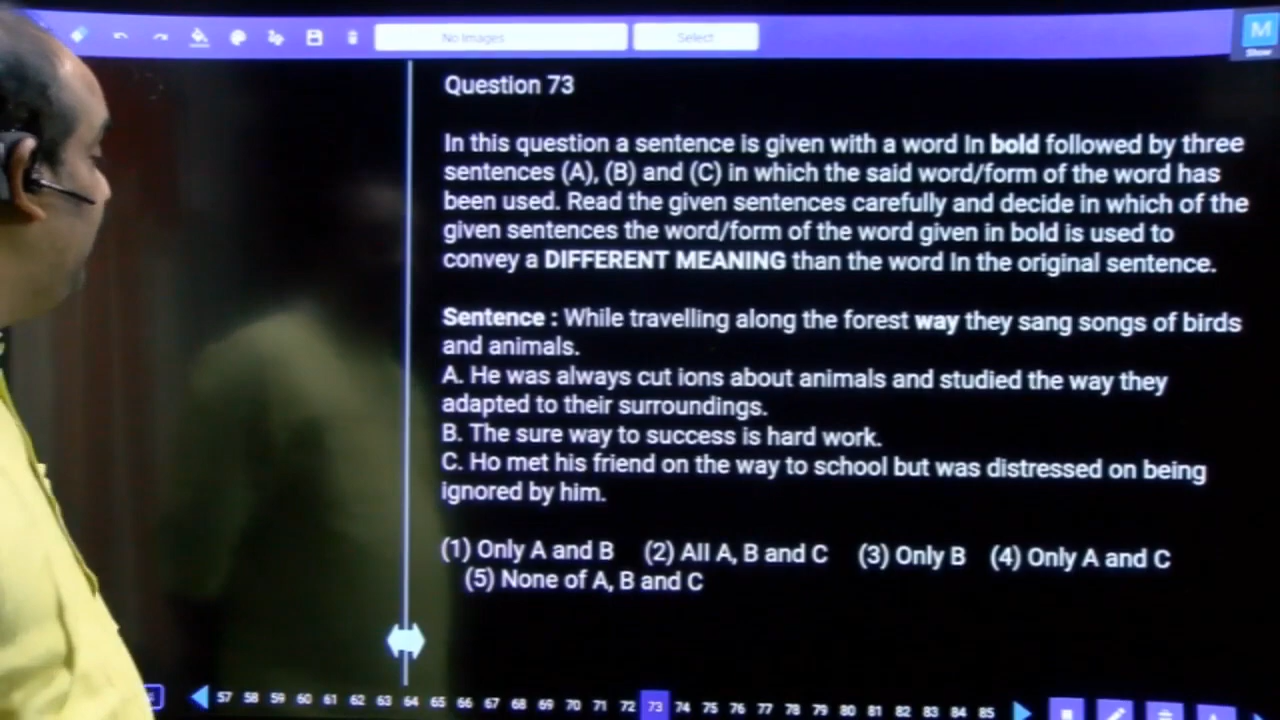 No Images
Select
M
Show
Question 73
In this question a sentence is given with a word In bold followed by three
sentences (A), (B) and (C) in which the said word/form of the word has
been used. Read the given sentences carefully and decide in which of the
given sentences the word/form of the word given in bold is used to
convey a DIFFERENT MEANING than the word In the original sentence.
Sentence : While travelling along the forest way they sang songs of birds
and animals.
A. He was always cut ions about animals and studied the way they
adapted to their surroundings.
B. The sure way to success is hard work.
C. Ho met his friend on the way to school but was distressed on being
ignored by him.
(1) Only A and B (2) All A, B and C (3) Only B (4) Only A and C
(5) None of A, B and C
57 58 59 60 61 62 63 64 65 66 67 68 69 70 71 72 73 74 75 76 77 78 79 80 81 82 83 84 85